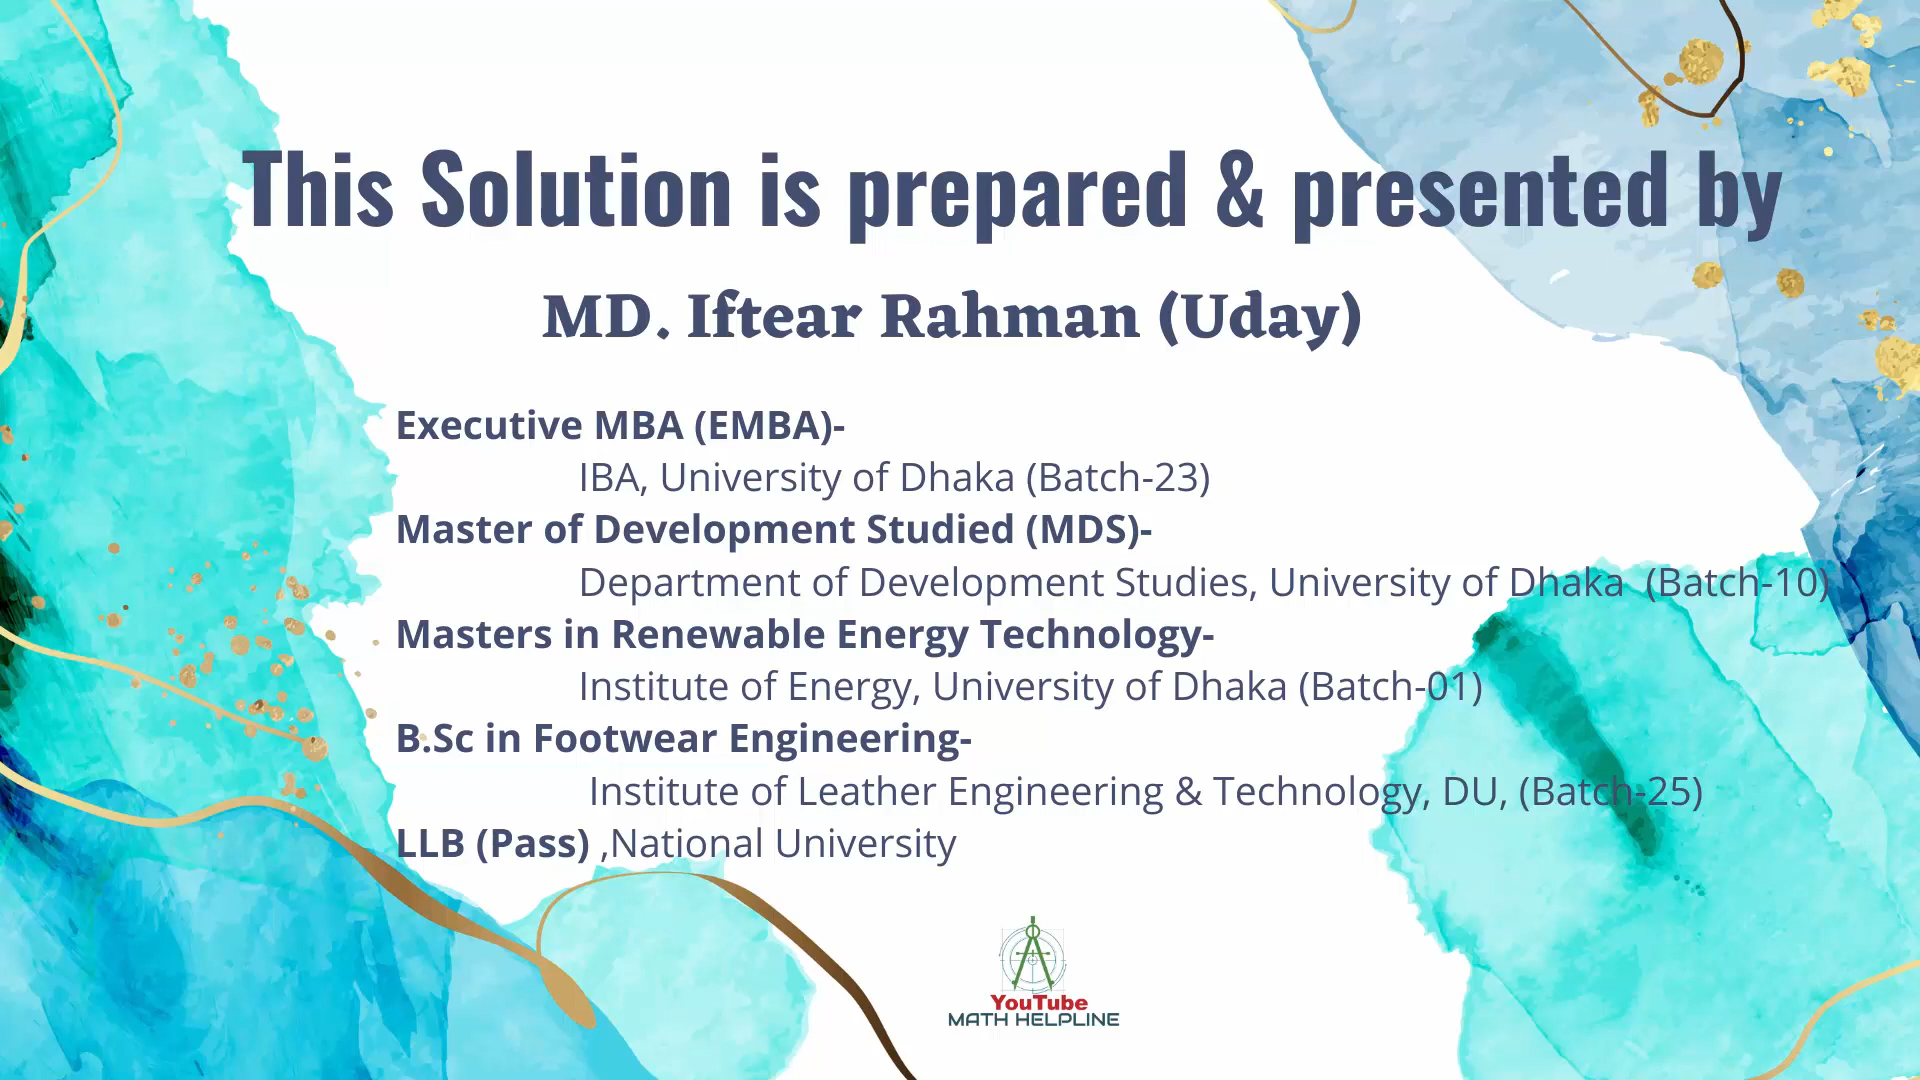 This Solution is prepared & presented by
MD. Iftear Rahman (Uday)
Executive MBA (EMBA)-
IBA, University of Dhaka (Batch-23)
Master of Development Studied (MDS)-
Department of Development Studies, University of Dhaka (Batch-10)
Masters in Renewable Energy Technology-
Institute of Energy, University of Dhaka (Batch-01)
B.Sc in Footwear Engineering-
Institute of Leather Engineering & Technology, DU, (Batch-25)
LLB (Pass) ,National University
YouTube
MATH HELPLINE